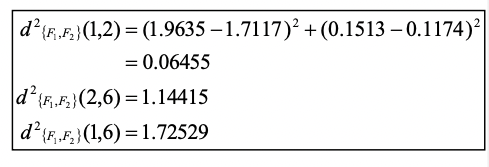 d²{F₁,F₂}(1,2) = (1.9635 − 1.7117)² + (0.1513 − 0.1174)²
= 0.06455
d²{F₁,F₂}(2,6) = 1.14415
d²{F₁,F₂}(1,6) = 1.72529